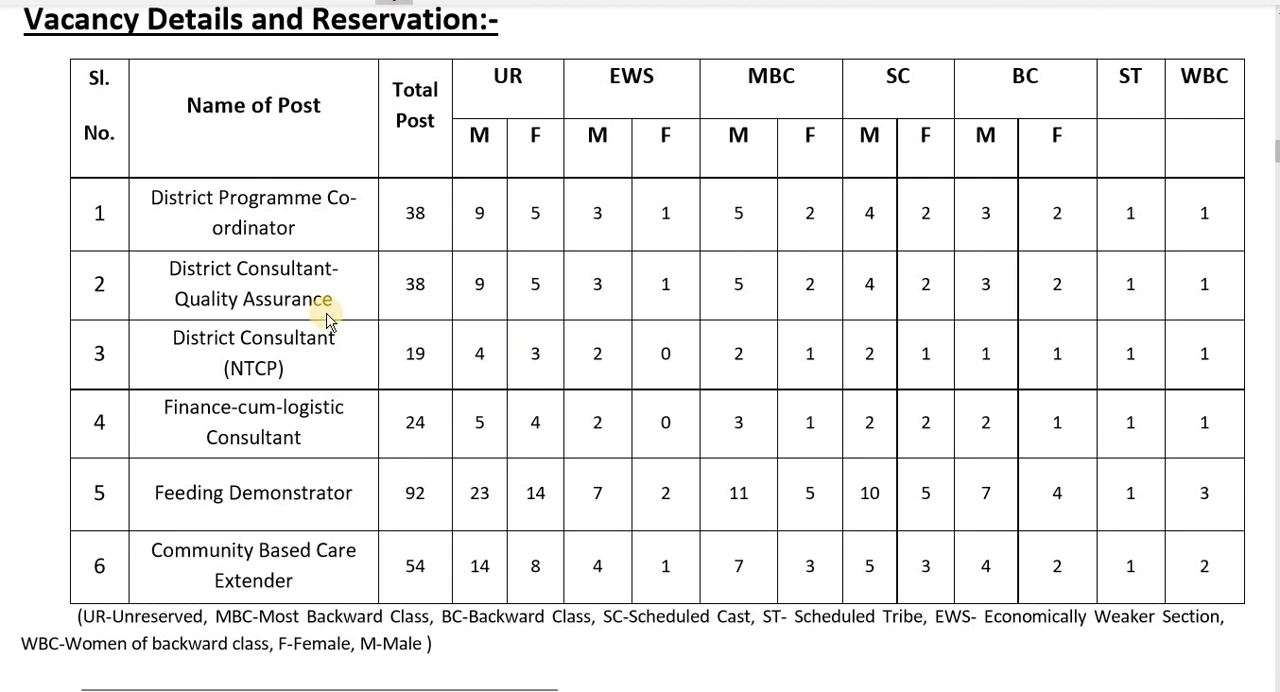 Vacancy Details and Reservation:-
Sl. No. Name of Post Total Post UR EWS MBC SC BC ST WBC
M F M F M F M F M F
1 District Programme Co-ordinator 38 9 5 3 1 5 2 4 2 3 2 1 1
2 District Consultant-Quality Assurance 38 9 5 3 1 5 2 4 2 3 2 1 1
3 District Consultant (NTCP) 19 4 3 2 0 2 1 2 1 1 1 1 1
4 Finance-cum-logistic Consultant 24 5 4 2 0 3 1 2 2 2 1 1 1
5 Feeding Demonstrator 92 23 14 7 2 11 5 10 5 7 4 1 3
6 Community Based Care Extender 54 14 8 4 1 7 3 5 3 4 2 1 2
(UR-Unreserved, MBC-Most Backward Class, BC-Backward Class, SC-Scheduled Cast, ST- Scheduled Tribe, EWS- Economically Weaker Section,
WBC-Women of backward class, F-Female, M-Male )